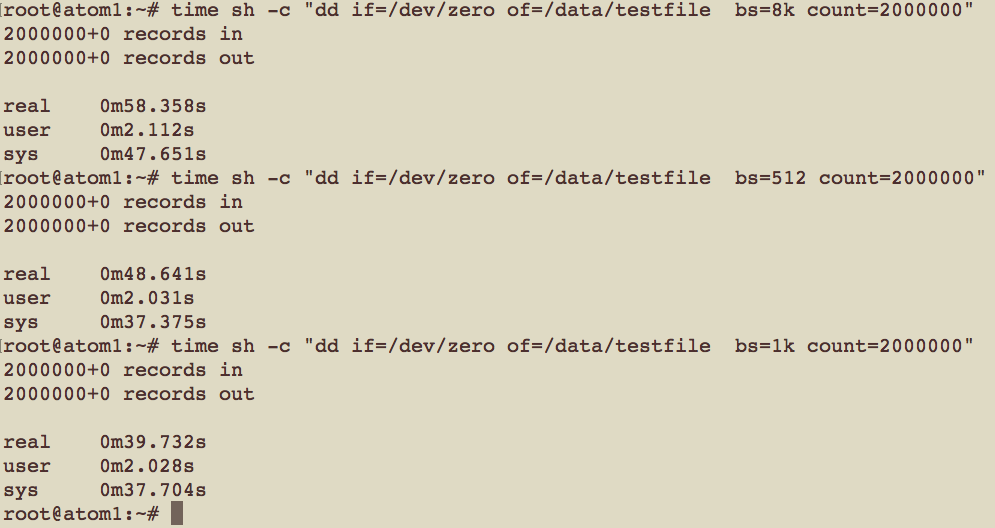 root@atom1:~# time sh -c "dd if=/dev/zero of=/data/testfile  bs=8k count=2000000"
2000000+0 records in
2000000+0 records out
real    0m58.358s
user    0m2.112s
sys     0m47.651s
root@atom1:~# time sh -c "dd if=/dev/zero of=/data/testfile  bs=512 count=2000000"
2000000+0 records in
2000000+0 records out
real    0m48.641s
user    0m2.031s
sys     0m37.375s
root@atom1:~# time sh -c "dd if=/dev/zero of=/data/testfile  bs=1k count=2000000"
2000000+0 records in
2000000+0 records out
real    0m39.732s
user    0m2.028s
sys     0m37.704s
root@atom1:~#